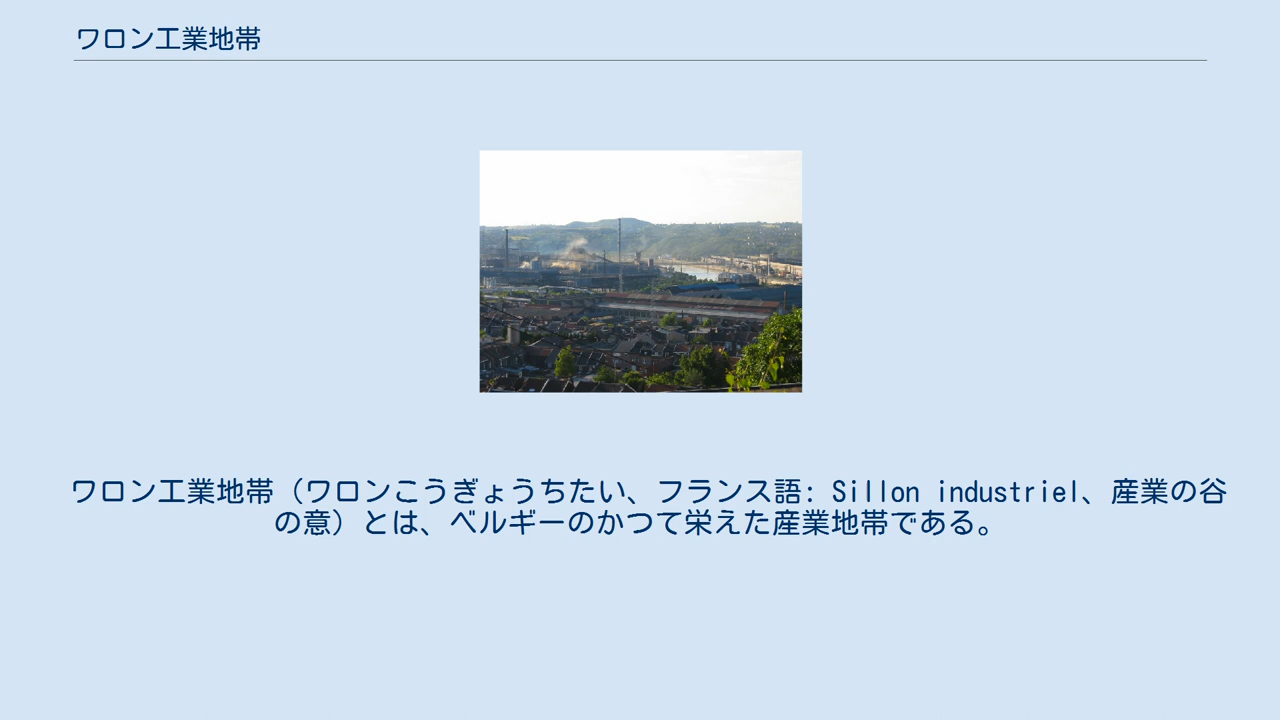 ワロン工業地帯
ワロン工業地帯（ワロンこうぎょうちたい、フランス語: Sillon industriel、産業の谷
の意）とは、ベルギーのかつて栄えた産業地帯である。